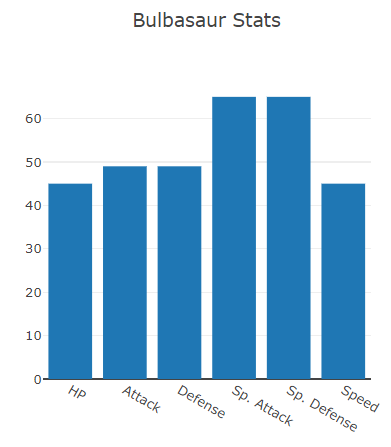 Bulbasaur Stats
60
50
40
30
20
10
0
HP
Attack
Defense
Sp. Attack
Sp. Defense
Speed